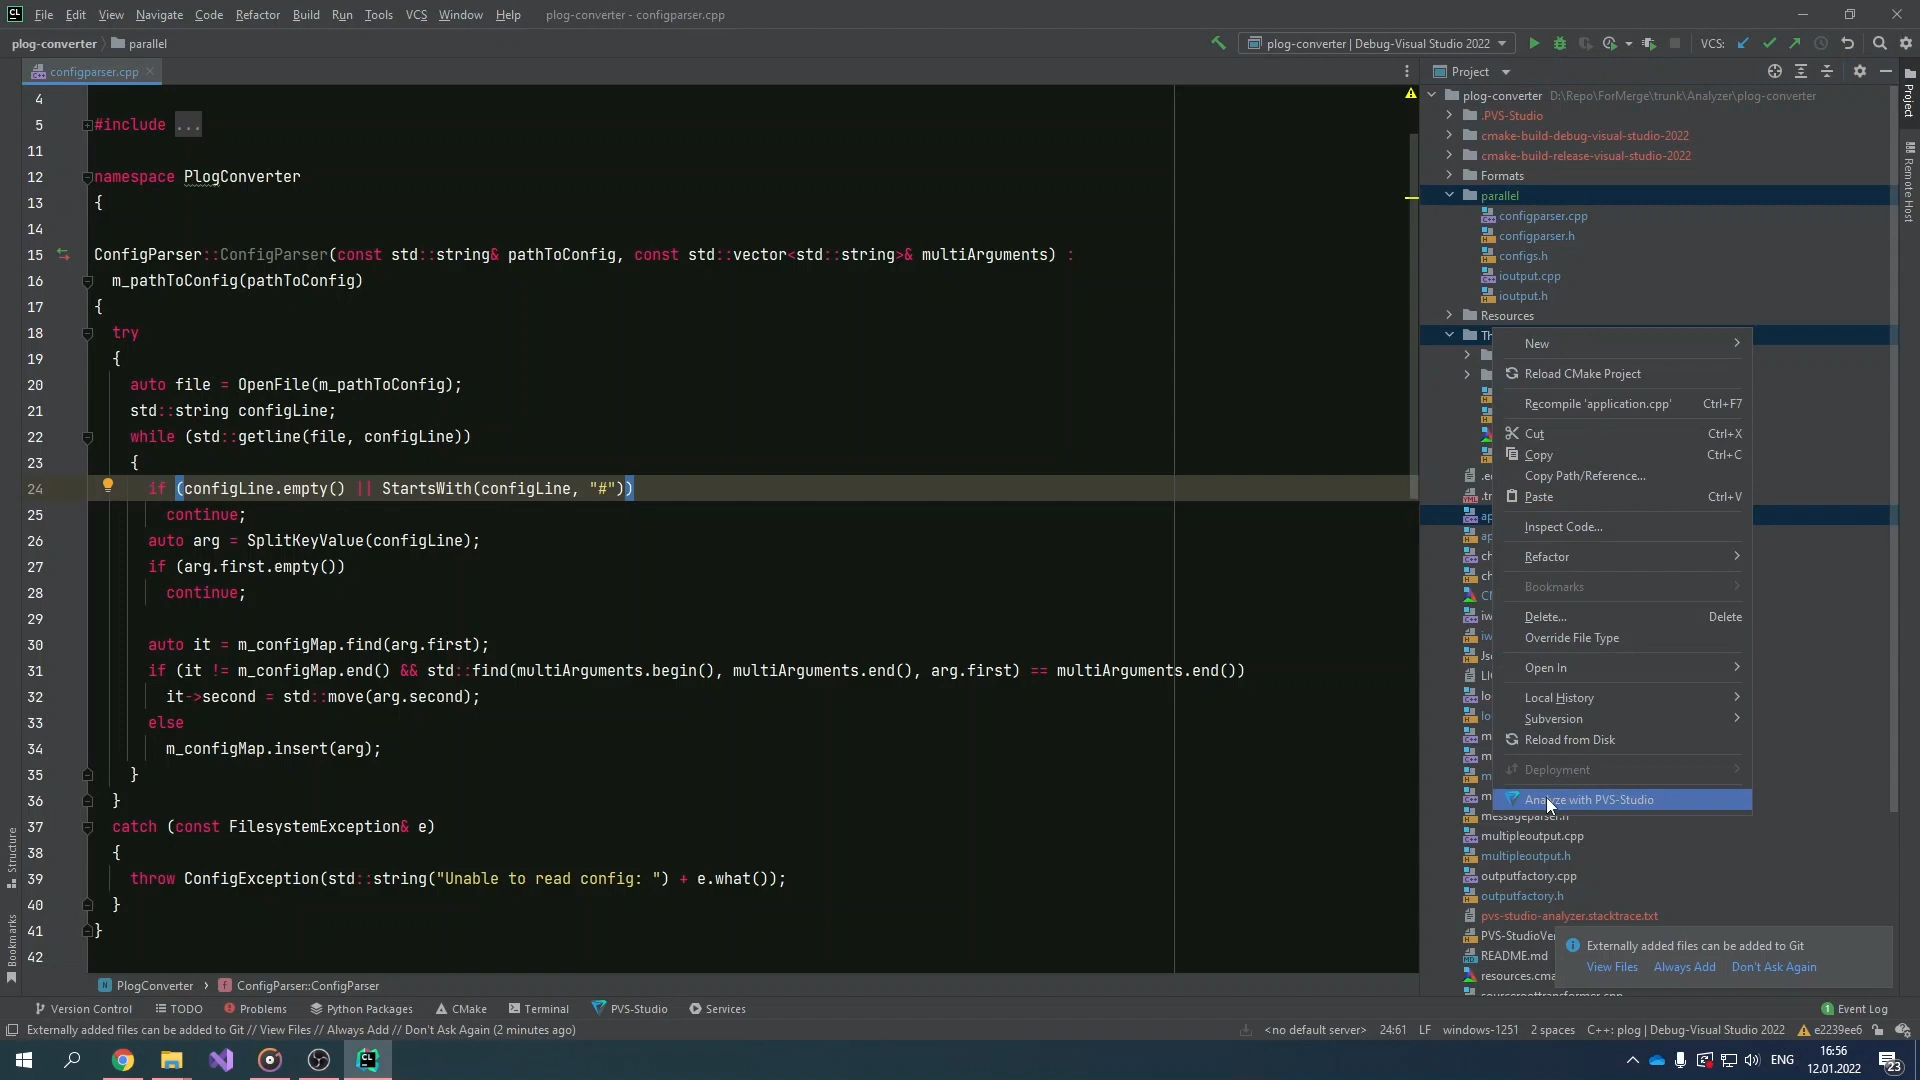 CL File Edit View Navigate Code Refactor Build Run Tools VCS Window Help plog-converter - configparser.cpp
plog-converter parallel
plog-converter | Debug-Visual Studio 2022 VCS:
configparser.cpp
4
5 #include ...
11
12 namespace PlogConverter
13 {
14
15 ConfigParser::ConfigParser(const std::string& pathToConfig, const std::vector<std::string>& multiArguments) :
16 m_pathToConfig(pathToConfig)
17 {
18 try
19 {
20 auto file = OpenFile(m_pathToConfig);
21 std::string configLine;
22 while (std::getline(file, configLine))
23 {
24 if (configLine.empty() || StartsWith(configLine, "#"))
25 continue;
26 auto arg = SplitKeyValue(configLine);
27 if (arg.first.empty())
28 continue;
29
30 auto it = m_configMap.find(arg.first);
31 if (it != m_configMap.end() && std::find(multiArguments.begin(), multiArguments.end(), arg.first) == multiArguments.end())
32 it->second = std::move(arg.second);
33 else
34 m_configMap.insert(arg);
35 }
36 }
37 catch (const FilesystemException& e)
38 {
39 throw ConfigException(std::string("Unable to read config: ") + e.what());
40 }
41 }
42
PlogConverter ConfigParser::ConfigParser
Project
plog-converter D:\Repo\ForMerge\trunk\Analyzer\plog-converter
.PVS-Studio
cmake-build-debug-visual-studio-2022
cmake-build-release-visual-studio-2022
Formats
parallel
configparser.cpp
configparser.h
configs.h
ioutput.cpp
ioutput.h
Resources
New
Reload CMake Project
Recompile 'application.cpp' Ctrl+F7
Cut Ctrl+X
Copy Ctrl+C
Copy Path/Reference...
Paste Ctrl+V
Inspect Code...
Refactor
Bookmarks
Delete... Delete
Override File Type
Open In
Local History
Subversion
Reload from Disk
Deployment
Analyze with PVS-Studio
messageparser.h
multipleoutput.cpp
multipleoutput.h
outputfactory.cpp
outputfactory.h
pvs-studio-analyzer.stacktrace.txt
README.md
Externally added files can be added to Git
View Files Always Add Don't Ask Again
Project
Remote Host
Structure
Bookmarks
Version Control TODO Problems Python Packages CMake Terminal PVS-Studio Services Event Log
Externally added files can be added to Git // View Files // Always Add // Don't Ask Again (2 minutes ago) <no default server> 24:61 LF windows-1251 2 spaces C++: plog | Debug-Visual Studio 2022 e2239ee6
ENG
16:56
12.01.2022
23